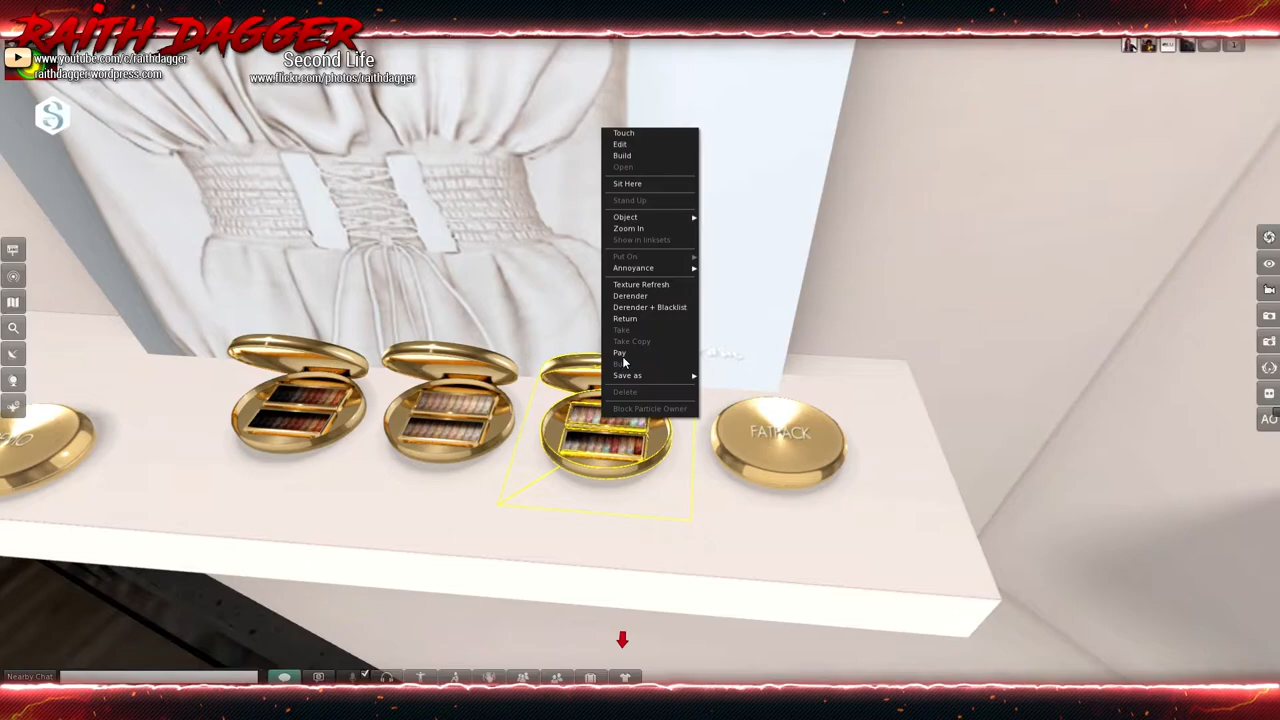 RAITH DAGGER
Second Life
www.youtube.com/c/raithdagger
raithdagger.wordpress.com
www.flickr.com/photos/raithdagger
S
Touch
Edit
Build
Open
Sit Here
Stand Up
Object
Zoom In
Show in linksets
Put On
Annoyance
Texture Refresh
Derender
Derender + Blacklist
Return
Take
Take Copy
Pay
Save as
Delete
Block Particle Owner
FATPACK
AO
1
Nearby Chat